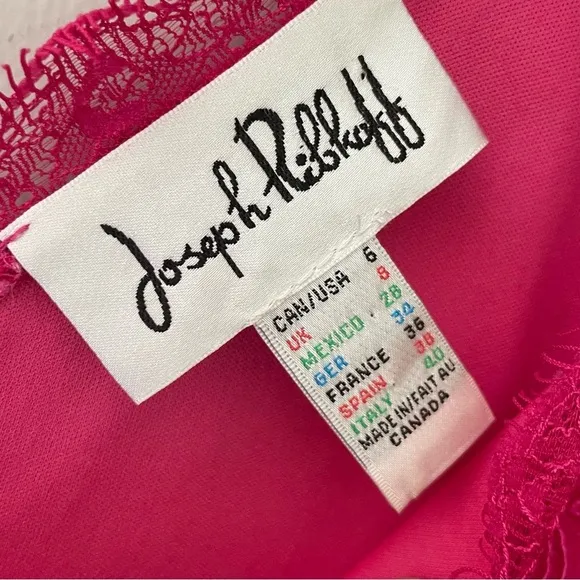 Joseph Ribkoff
CAN/USA 6
UK 8
MEXICO . 28
GER 34
FRANCE 36
SPAIN . 38
ITALY . 40
MADE IN/FAIT AU
CANADA